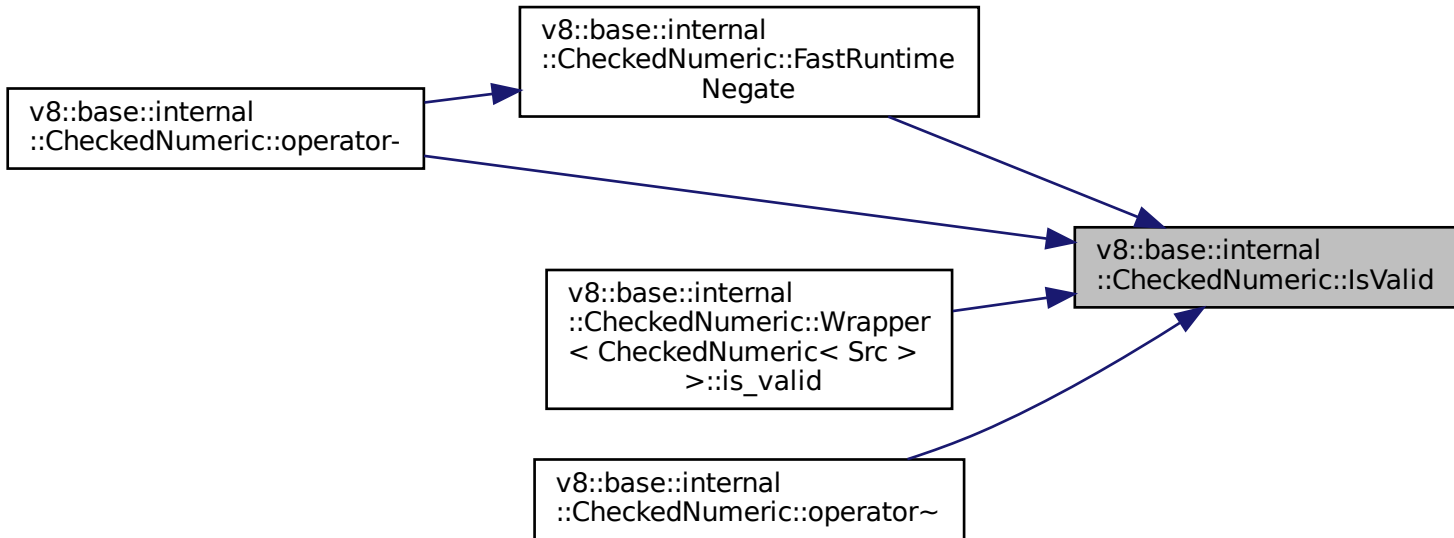 v8::base::internal
::CheckedNumeric::FastRuntime
Negate
v8::base::internal
::CheckedNumeric::operator-
v8::base::internal
::CheckedNumeric::IsValid
v8::base::internal
::CheckedNumeric::Wrapper
< CheckedNumeric< Src >
>::is_valid
v8::base::internal
::CheckedNumeric::operator~